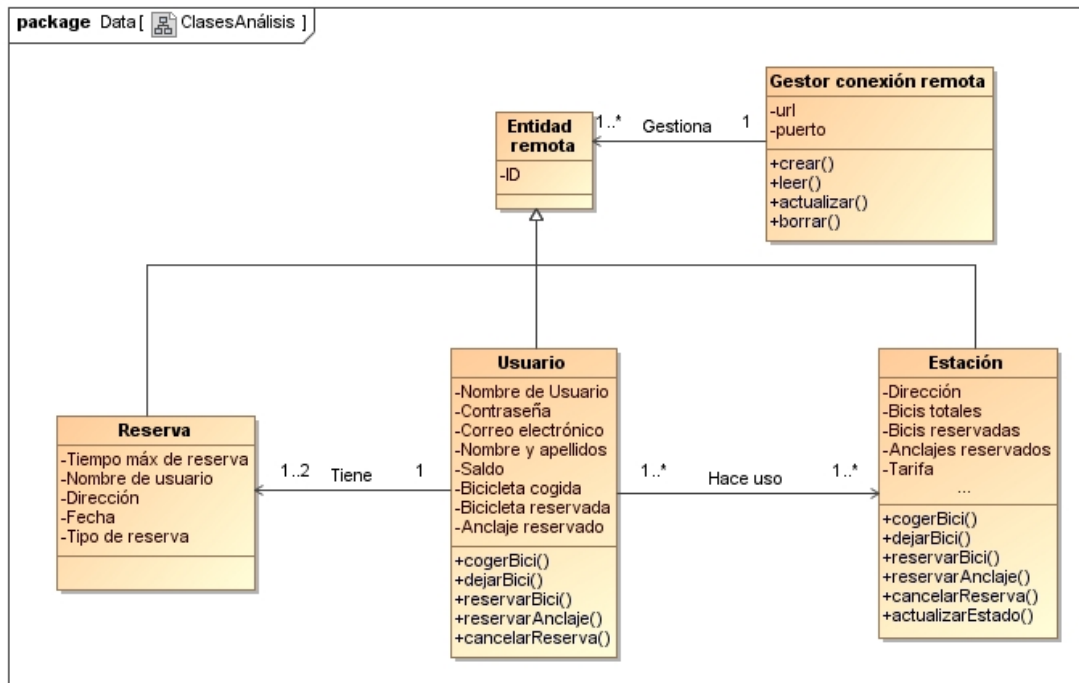 package Data[ ClasesAnálisis ]
Gestor conexión remota
-url
-puerto
+crear()
+leer()
+actualizar()
+borrar()
1..* Gestiona 1
Entidad
remota
-ID
Usuario
-Nombre de Usuario
-Contraseña
-Correo electrónico
-Nombre y apellidos
-Saldo
-Bicicleta cogida
-Bicicleta reservada
-Anclaje reservado
+cogerBici()
+dejarBici()
+reservarBici()
+reservarAnclaje()
+cancelarReserva()
Estación
-Dirección
-Bicis totales
-Bicis reservadas
-Anclajes reservados
-Tarifa
...
+cogerBici()
+dejarBici()
+reservarBici()
+reservarAnclaje()
+cancelarReserva()
+actualizarEstado()
Reserva
-Tiempo máx de reserva
-Nombre de usuario
-Dirección
-Fecha
-Tipo de reserva
1..2 Tiene 1
1..* Hace uso 1..*